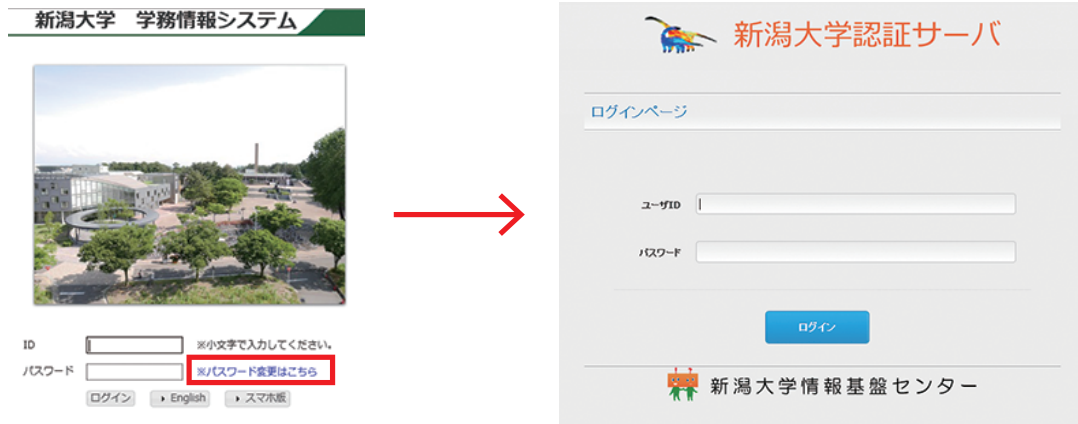 新潟大学 学務情報システム
ID
※小文字で入力してください。
パスワード
※パスワード変更はこちら
ログイン
English
スマホ版
新潟大学認証サーバ
ログインページ
ユーザID
パスワード
ログイン
新潟大学情報基盤センター